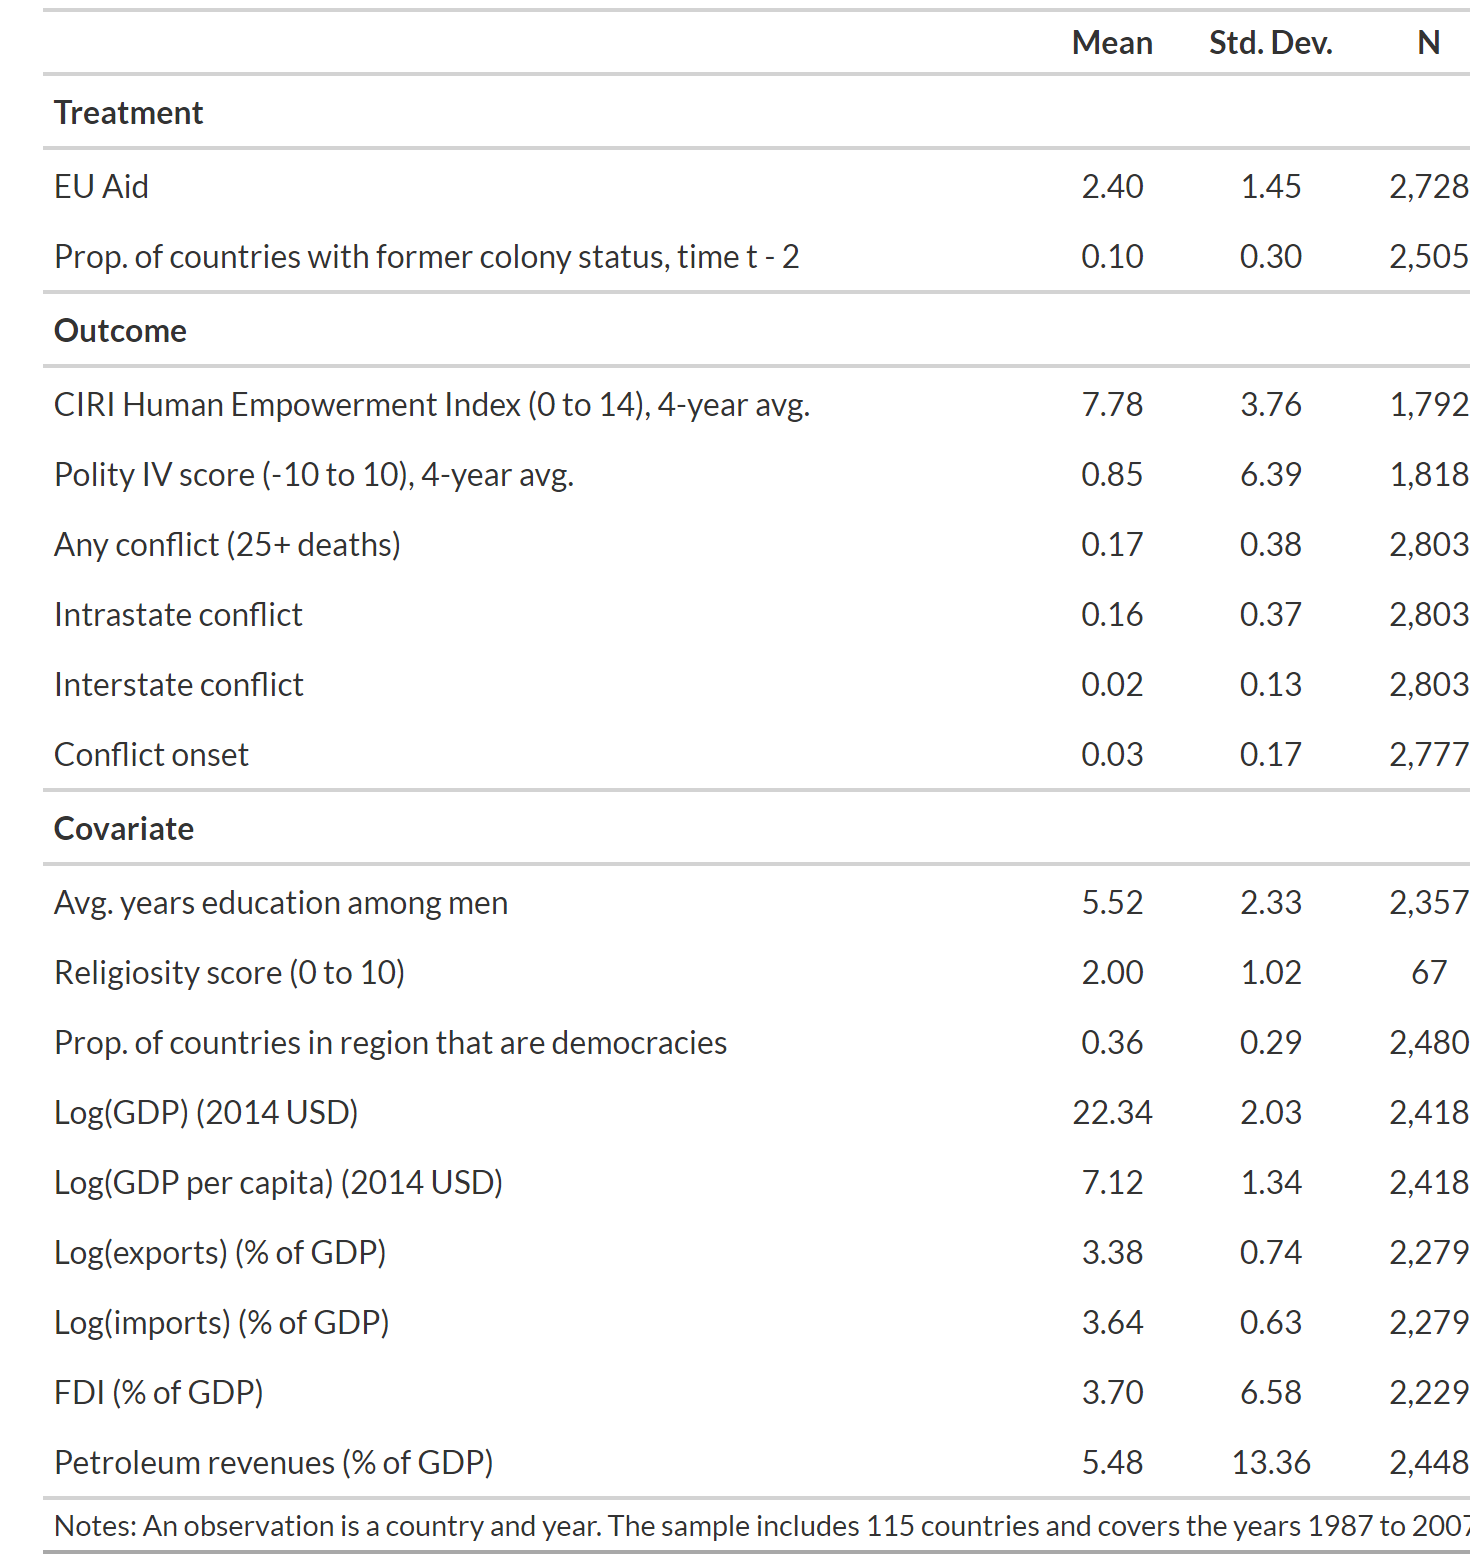 Mean Std. Dev. N
Treatment
EU Aid 2.40 1.45 2,728
Prop. of countries with former colony status, time t - 2 0.10 0.30 2,505
Outcome
CIRI Human Empowerment Index (0 to 14), 4-year avg. 7.78 3.76 1,792
Polity IV score (-10 to 10), 4-year avg. 0.85 6.39 1,818
Any conflict (25+ deaths) 0.17 0.38 2,803
Intrastate conflict 0.16 0.37 2,803
Interstate conflict 0.02 0.13 2,803
Conflict onset 0.03 0.17 2,777
Covariate
Avg. years education among men 5.52 2.33 2,357
Religiosity score (0 to 10) 2.00 1.02 67
Prop. of countries in region that are democracies 0.36 0.29 2,480
Log(GDP) (2014 USD) 22.34 2.03 2,418
Log(GDP per capita) (2014 USD) 7.12 1.34 2,418
Log(exports) (% of GDP) 3.38 0.74 2,279
Log(imports) (% of GDP) 3.64 0.63 2,279
FDI (% of GDP) 3.70 6.58 2,229
Petroleum revenues (% of GDP) 5.48 13.36 2,448
Notes: An observation is a country and year. The sample includes 115 countries and covers the years 1987 to 2007